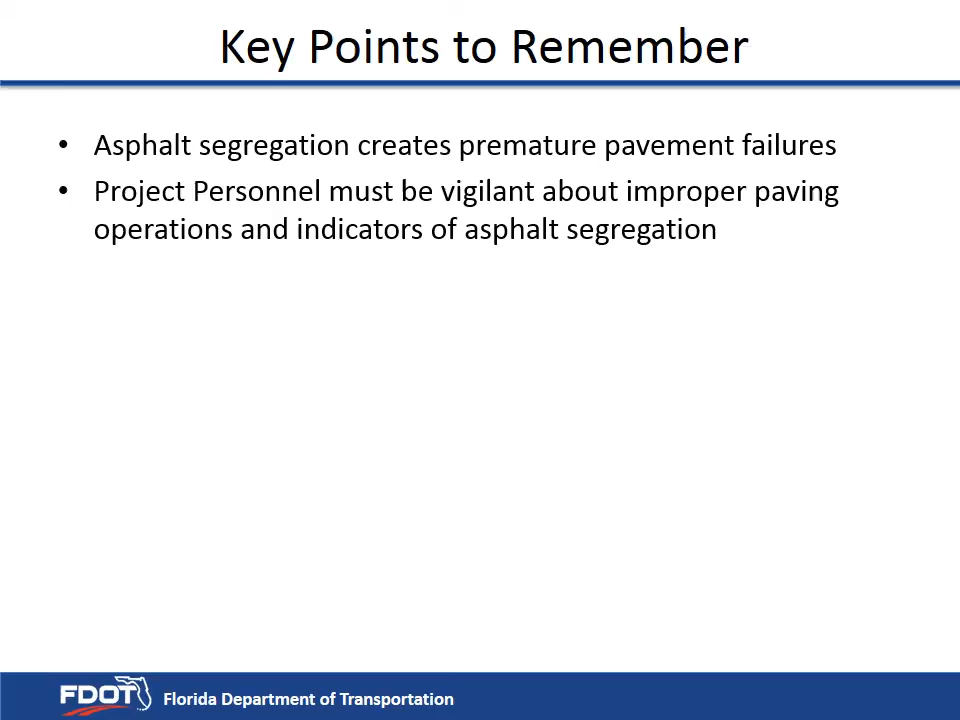 Key Points to Remember
• Asphalt segregation creates premature pavement failures
• Project Personnel must be vigilant about improper paving
operations and indicators of asphalt segregation
FDOT Florida Department of Transportation